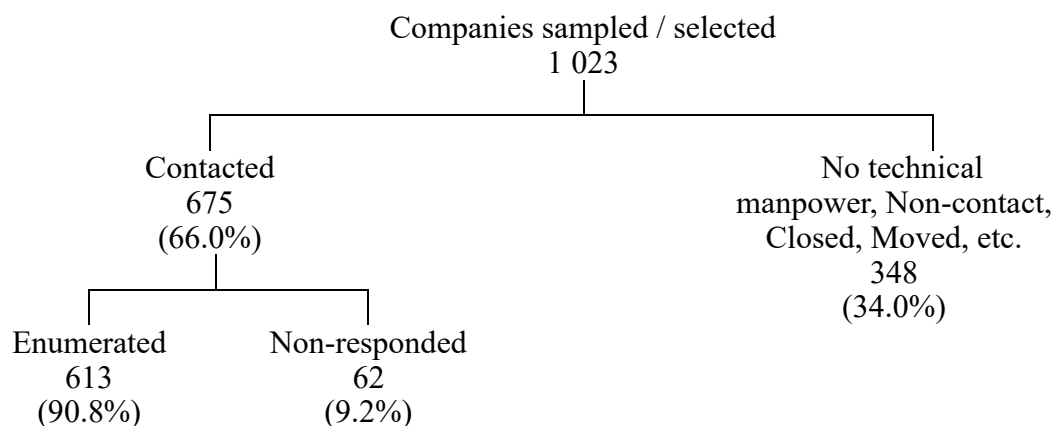 Companies sampled / selected
1 023
Contacted
675
(66.0%)
No technical
manpower, Non-contact,
Closed, Moved, etc.
348
(34.0%)
Enumerated
613
(90.8%)
Non-responded
62
(9.2%)